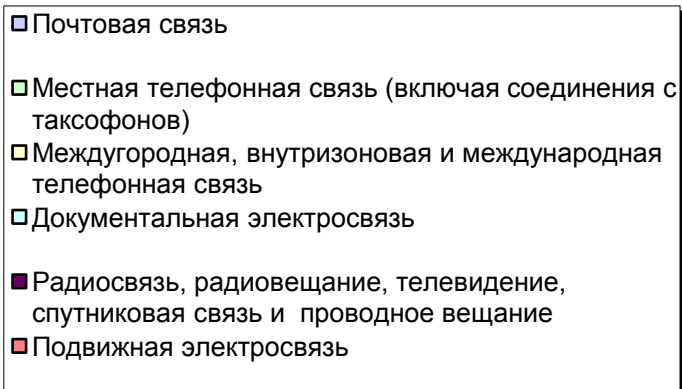 Почтовая связь
Местная телефонная связь (включая соединения с
таксофонов)
Междугородная, внутризоновая и международная
телефонная связь
Документальная электросвязь
Радиосвязь, радиовещание, телевидение,
спутниковая связь и проводное вещание
Подвижная электросвязь